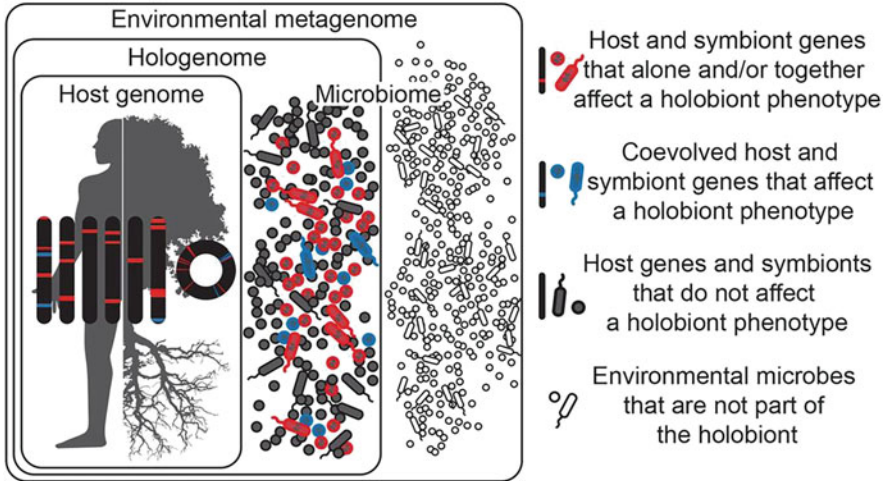 Environmental metagenome
Hologenome
Host genome
Microbiome
Host and symbiont genes
that alone and/or together
affect a holobiont phenotype
Coevolved host and
symbiont genes that affect
a holobiont phenotype
Host genes and symbionts
that do not affect
a holobiont phenotype
Environmental microbes
that are not part of
the holobiont